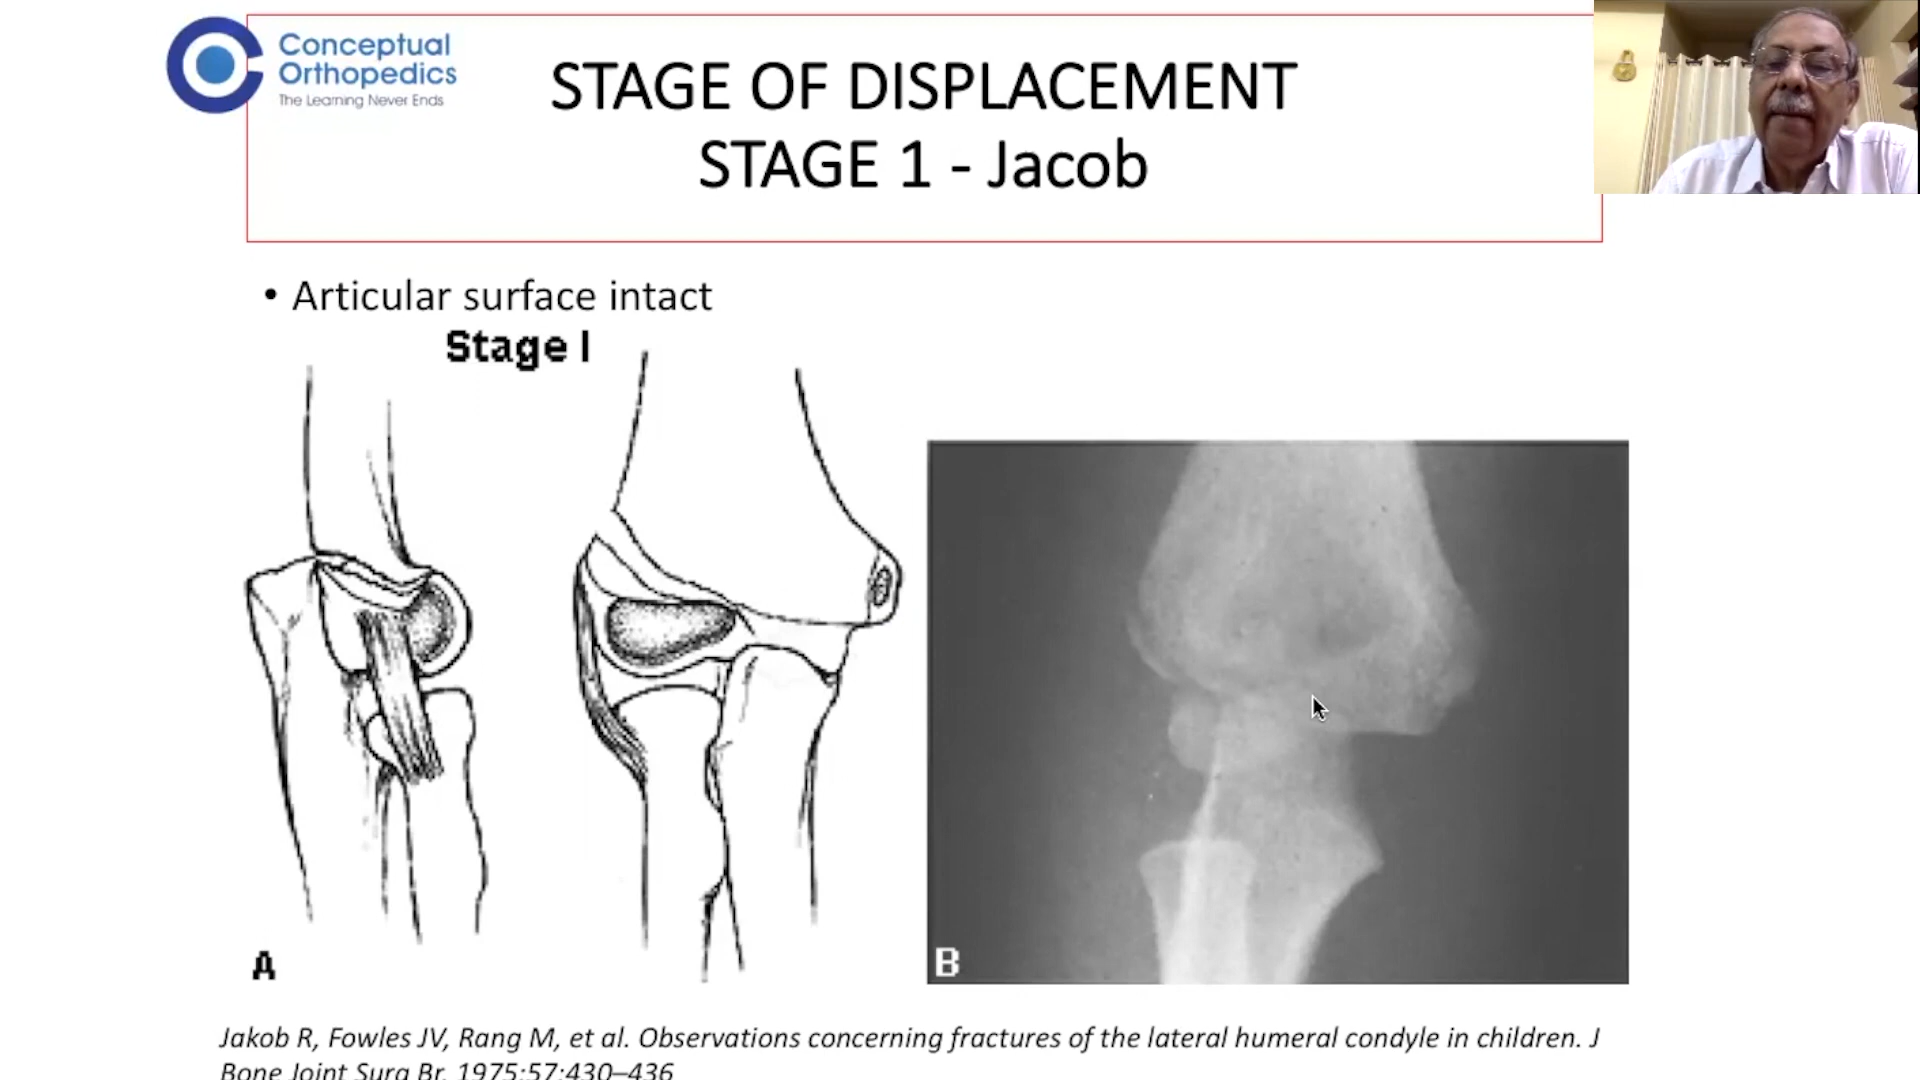 Conceptual
Orthopedics
The Learning Never Ends
STAGE OF DISPLACEMENT
STAGE 1 - Jacob
• Articular surface intact
Stage I
A
B
Jakob R, Fowles JV, Rang M, et al. Observations concerning fractures of the lateral humeral condyle in children. J
Bone Joint Surg Br. 1975;57:430–436